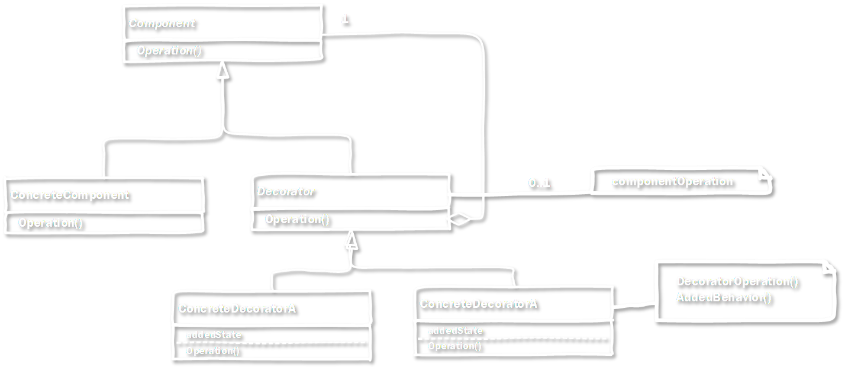 Component
1
Operation()
ConcreteComponent
Operation()
Decorator
Operation()
0..1
componentOperation
ConcreteDecoratorA
addedState
Operation()
ConcreteDecoratorA
addedState
Operation()
DecoratorOperation()
AddedBehavior()